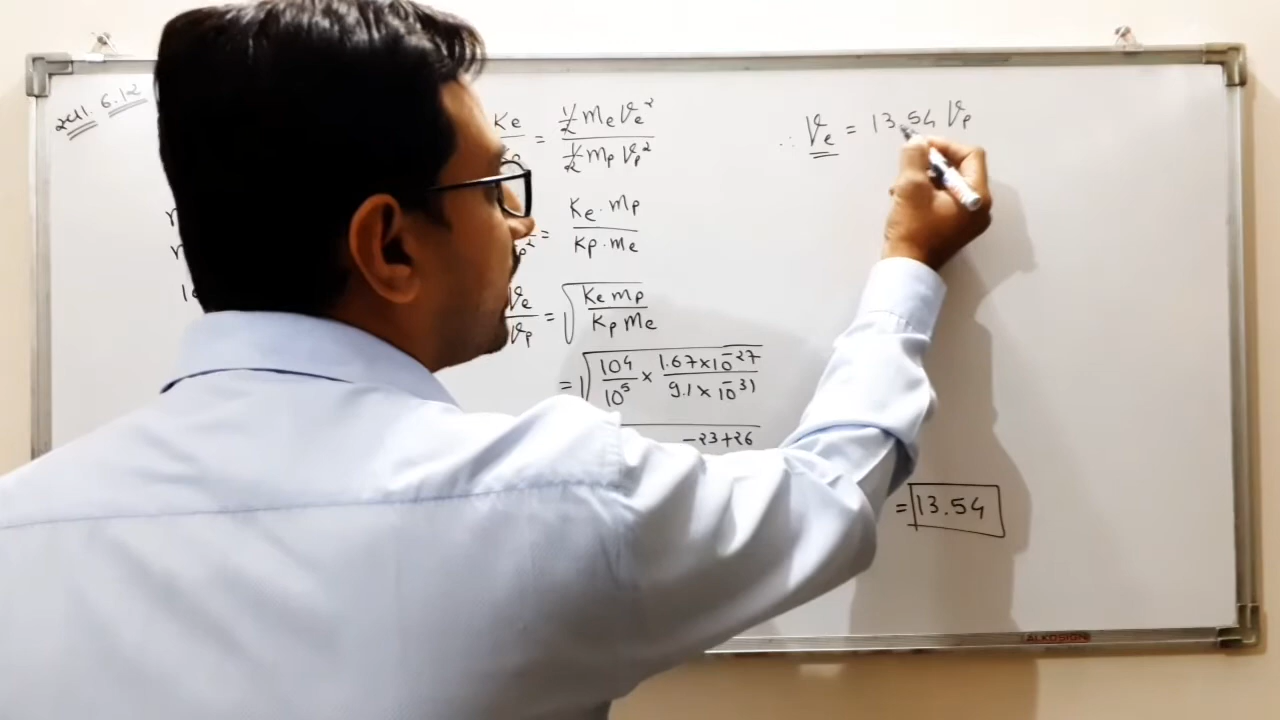 6.12
Ke = ½ me Ve²
½ mp Vp²
= Ke . mp
Kp . me
Ve = √ Ke mp
Vp Kp me
= √ 10⁴ × 1.67×10⁻²⁷
10⁵ 9.1×10⁻³¹
-23+26
∴ Ve = 13.54 Vp
= 13.54
ALKOSIGN